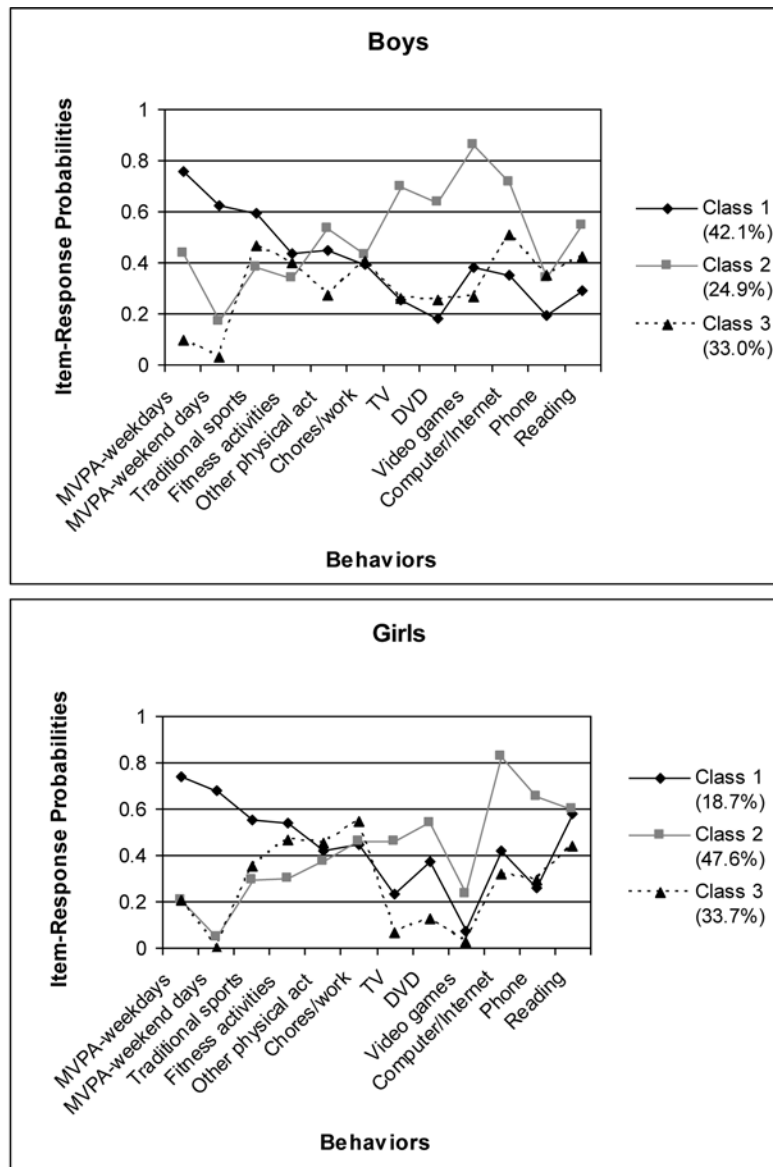 Boys
Item-Response Probabilities
1
0.8
0.6
0.4
0.2
0
MVPA-weekdays
MVPA-weekend days
Traditional sports
Fitness activities
Other physical act
Chores/work
TV
DVD
Video games
Computer/Internet
Phone
Reading
Behaviors
Class 1
(42.1%)
Class 2
(24.9%)
Class 3
(33.0%)
Girls
Item-Response Probabilities
1
0.8
0.6
0.4
0.2
0
MVPA-weekdays
MVPA-weekend days
Traditional sports
Fitness activities
Other physical act
Chores/work
TV
DVD
Video games
Computer/Internet
Phone
Reading
Behaviors
Class 1
(18.7%)
Class 2
(47.6%)
Class 3
(33.7%)